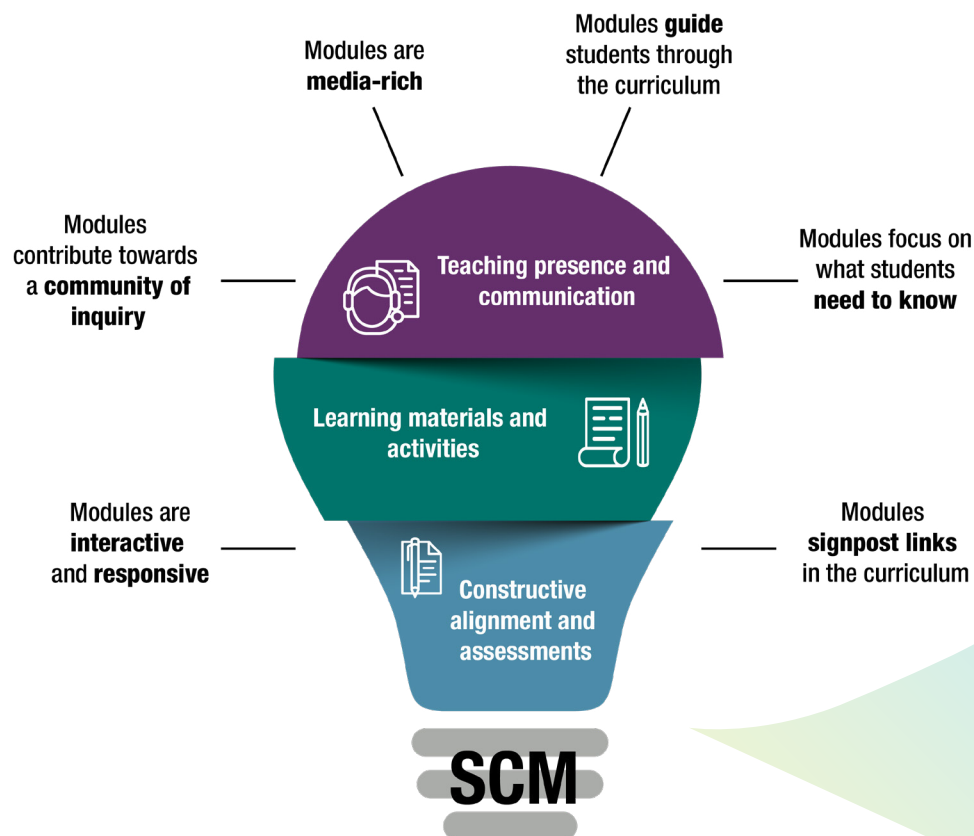 Modules are
media-rich
Modules guide
students through
the curriculum
Modules
contribute towards
a community of
inquiry
Teaching presence and
communication
Modules focus on
what students
need to know
Learning materials and
activities
Modules are
interactive
and responsive
Constructive
alignment and
assessments
Modules
signpost links
in the curriculum
SCM